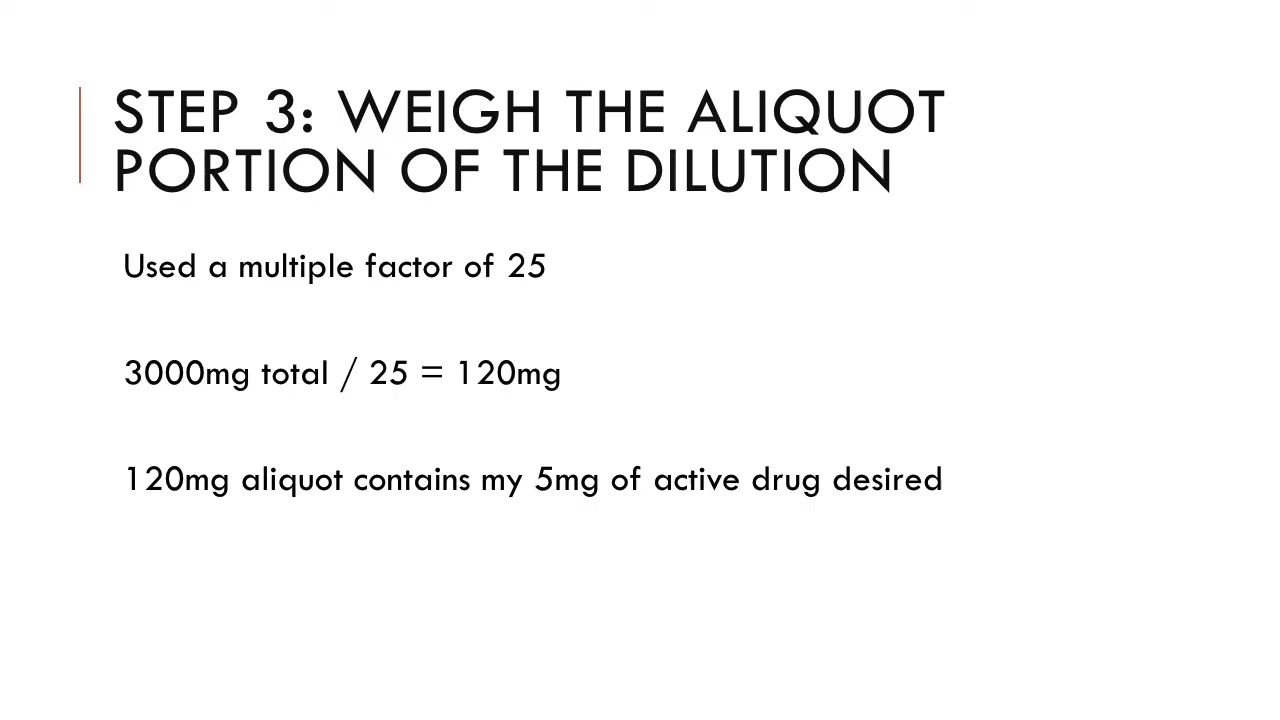 STEP 3: WEIGH THE ALIQUOT
PORTION OF THE DILUTION
Used a multiple factor of 25
3000mg total / 25 = 120mg
120mg aliquot contains my 5mg of active drug desired